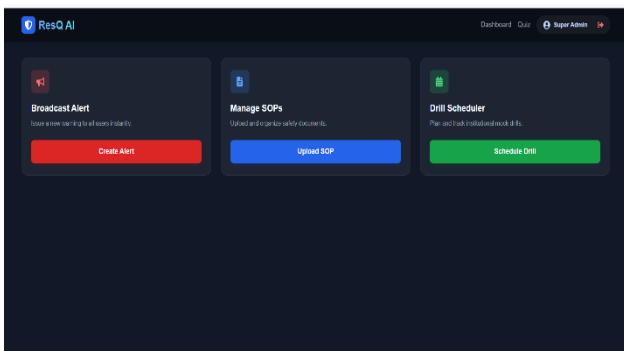 ResQ AI
Dashboard Quiz Super Admin
Broadcast Alert
Issue a new warning to all users instantly.
Create Alert
Manage SOPs
Upload and organize safety documents.
Upload SOP
Drill Scheduler
Plan and track institutional mock drills.
Schedule Drill